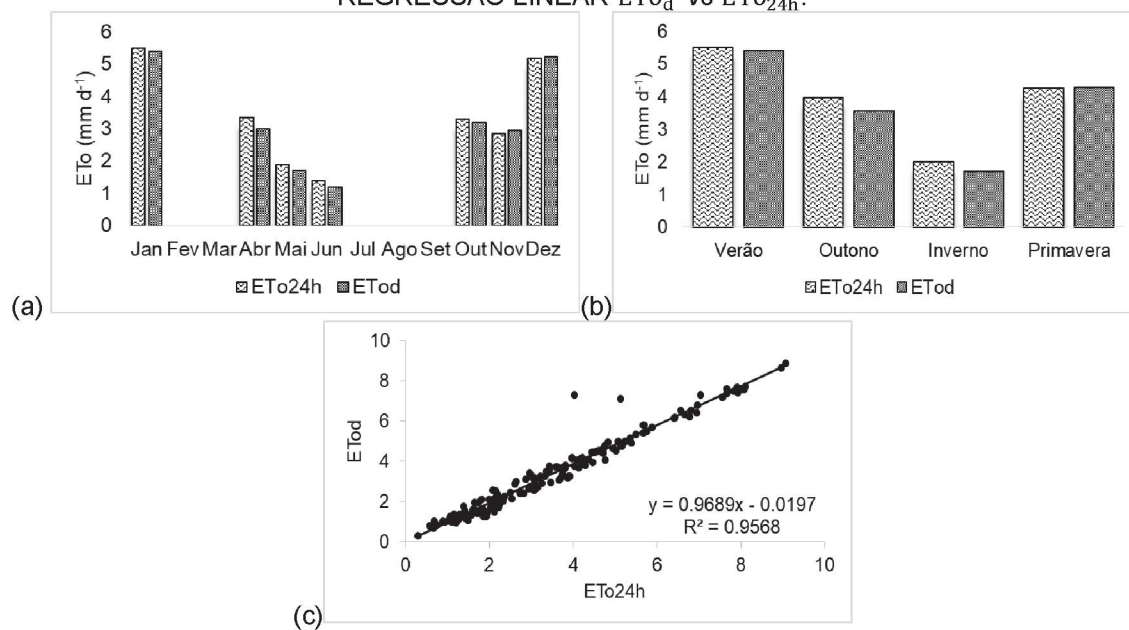 REGRESSÃO LINEAR ETo_d vs ETo_24h.
6
5
4
3
2
1
0
ETo (mm d⁻¹)
Jan Fev Mar Abr Mai Jun Jul Ago Set Out Nov Dez
ETo24h ETod
(a)
6
5
4
3
2
1
0
ETo (mm d⁻¹)
Verão Outono Inverno Primavera
ETo24h ETod
(b)
10
8
6
4
2
0
ETod
y = 0.9689x - 0.0197
R² = 0.9568
0 2 4 6 8 10
ETo24h
(c)